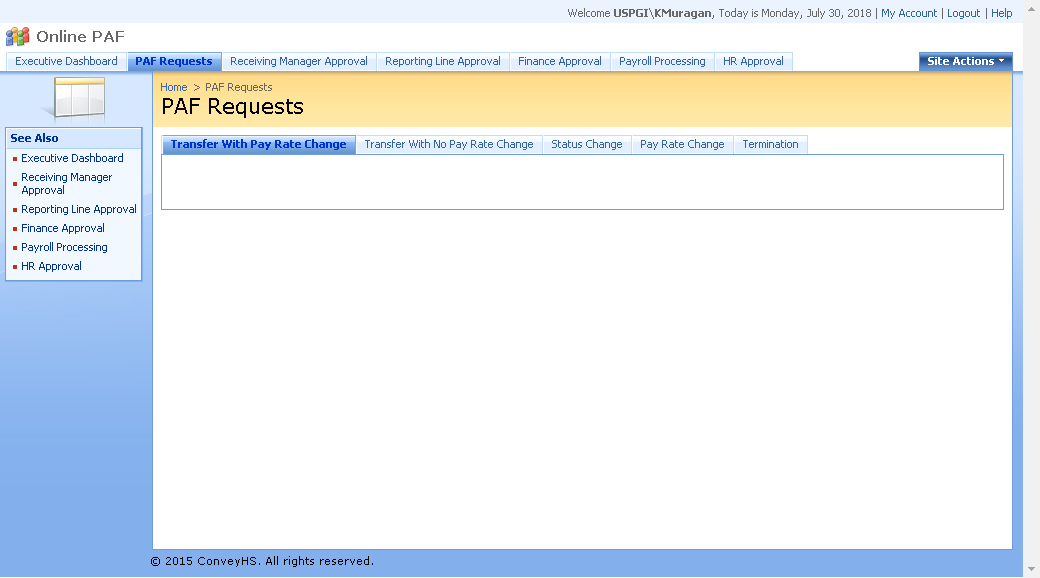 Welcome USPGI\KMuragan, Today is Monday, July 30, 2018 | My Account | Logout | Help
Online PAF
Executive Dashboard PAF Requests Receiving Manager Approval Reporting Line Approval Finance Approval Payroll Processing HR Approval Site Actions
Home > PAF Requests
PAF Requests
See Also
Executive Dashboard
Receiving Manager
Approval
Reporting Line Approval
Finance Approval
Payroll Processing
HR Approval
Transfer With Pay Rate Change Transfer With No Pay Rate Change Status Change Pay Rate Change Termination
© 2015 ConveyHS. All rights reserved.